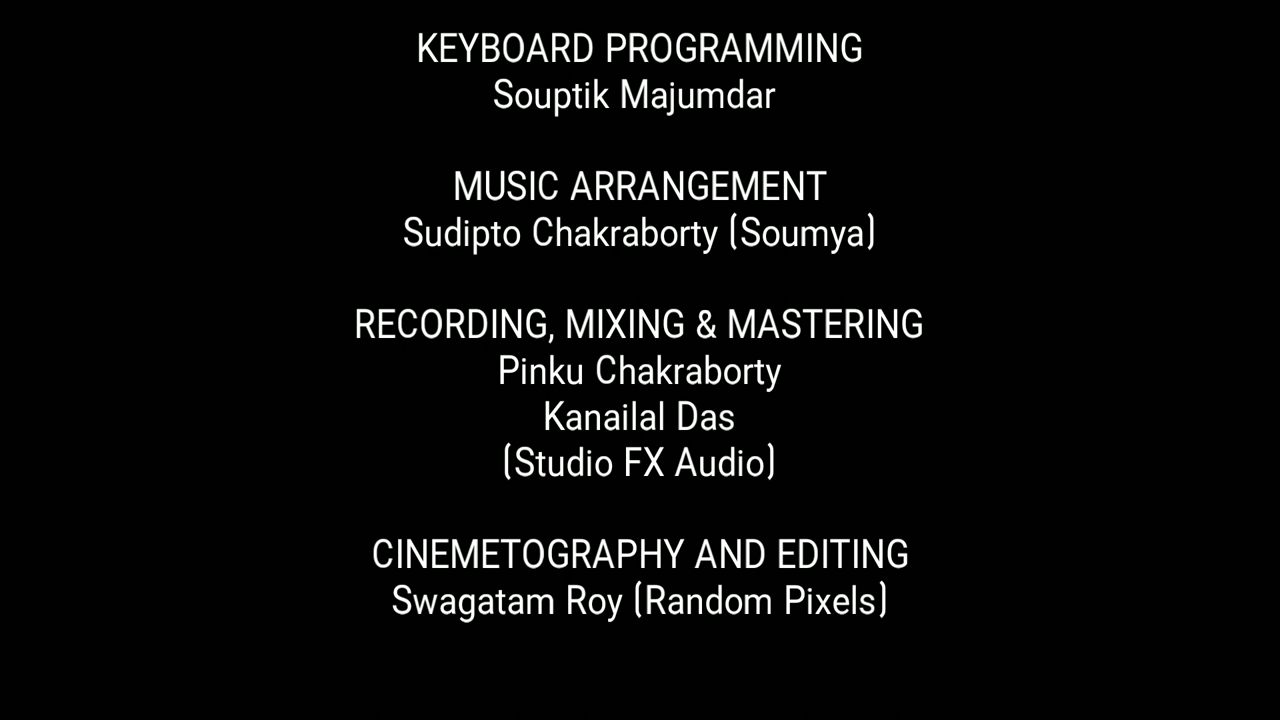 KEYBOARD PROGRAMMING
Souptik Majumdar
MUSIC ARRANGEMENT
Sudipto Chakraborty (Soumya)
RECORDING, MIXING & MASTERING
Pinku Chakraborty
Kanailal Das
(Studio FX Audio)
CINEMETOGRAPHY AND EDITING
Swagatam Roy (Random Pixels)